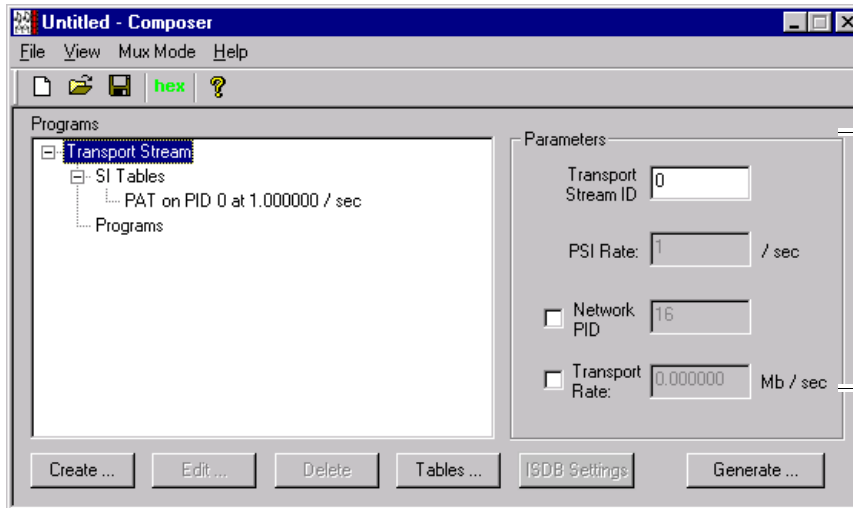 Untitled - Composer
File View Mux Mode Help
hex
Programs
Transport Stream
SI Tables
PAT on PID 0 at 1.000000 / sec
Programs
Parameters
Transport Stream ID
0
PSI Rate:
1
/ sec
Network PID
16
Transport Rate:
0.000000
Mb / sec
Create ... Edit ... Delete Tables ... ISDB Settings Generate ...